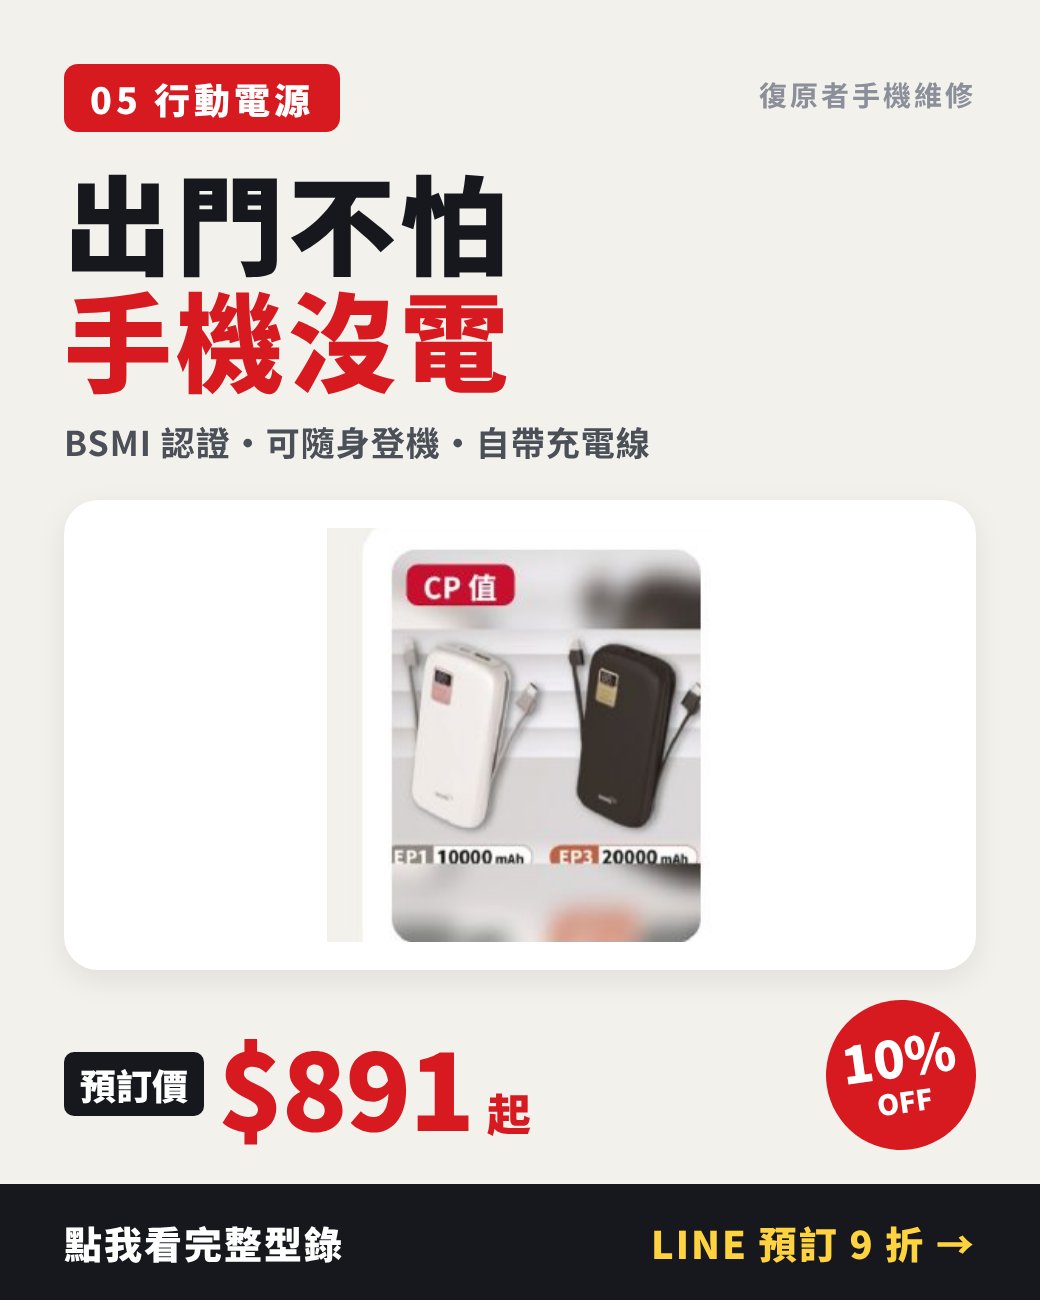 05 行動電源
復原者手機維修
出門不怕
手機沒電
BSMI 認證・可隨身登機・自帶充電線
CP 值
EP1 10000 mAh
EP3 20000 mAh
預訂價 $891 起
10%
OFF
點我看完整型錄
LINE 預訂 9 折 →